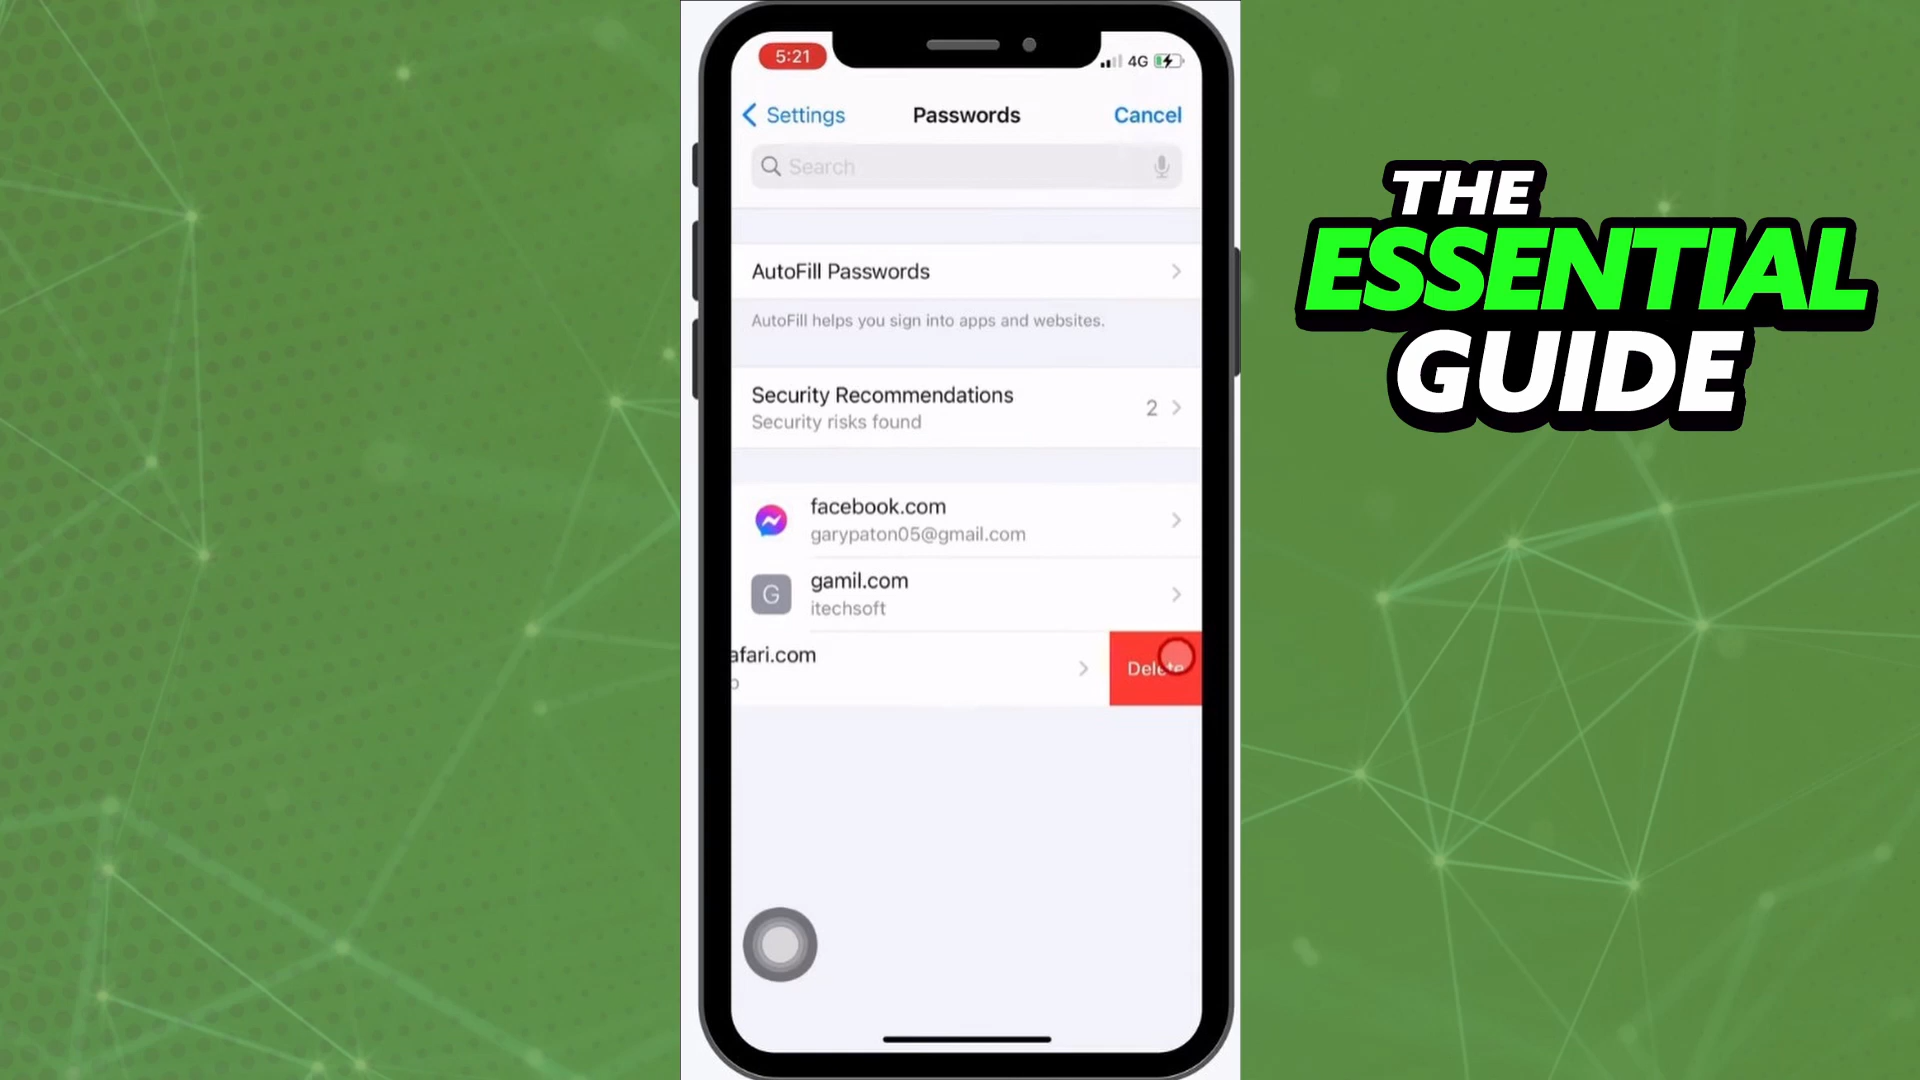 5:21
4G
Settings
Passwords
Cancel
Search
AutoFill Passwords
AutoFill helps you sign into apps and websites.
Security Recommendations
2
Security risks found
facebook.com
garypaton05@gmail.com
G
gamil.com
itechsoft
afari.com
Delete
THE
ESSENTIAL
GUIDE